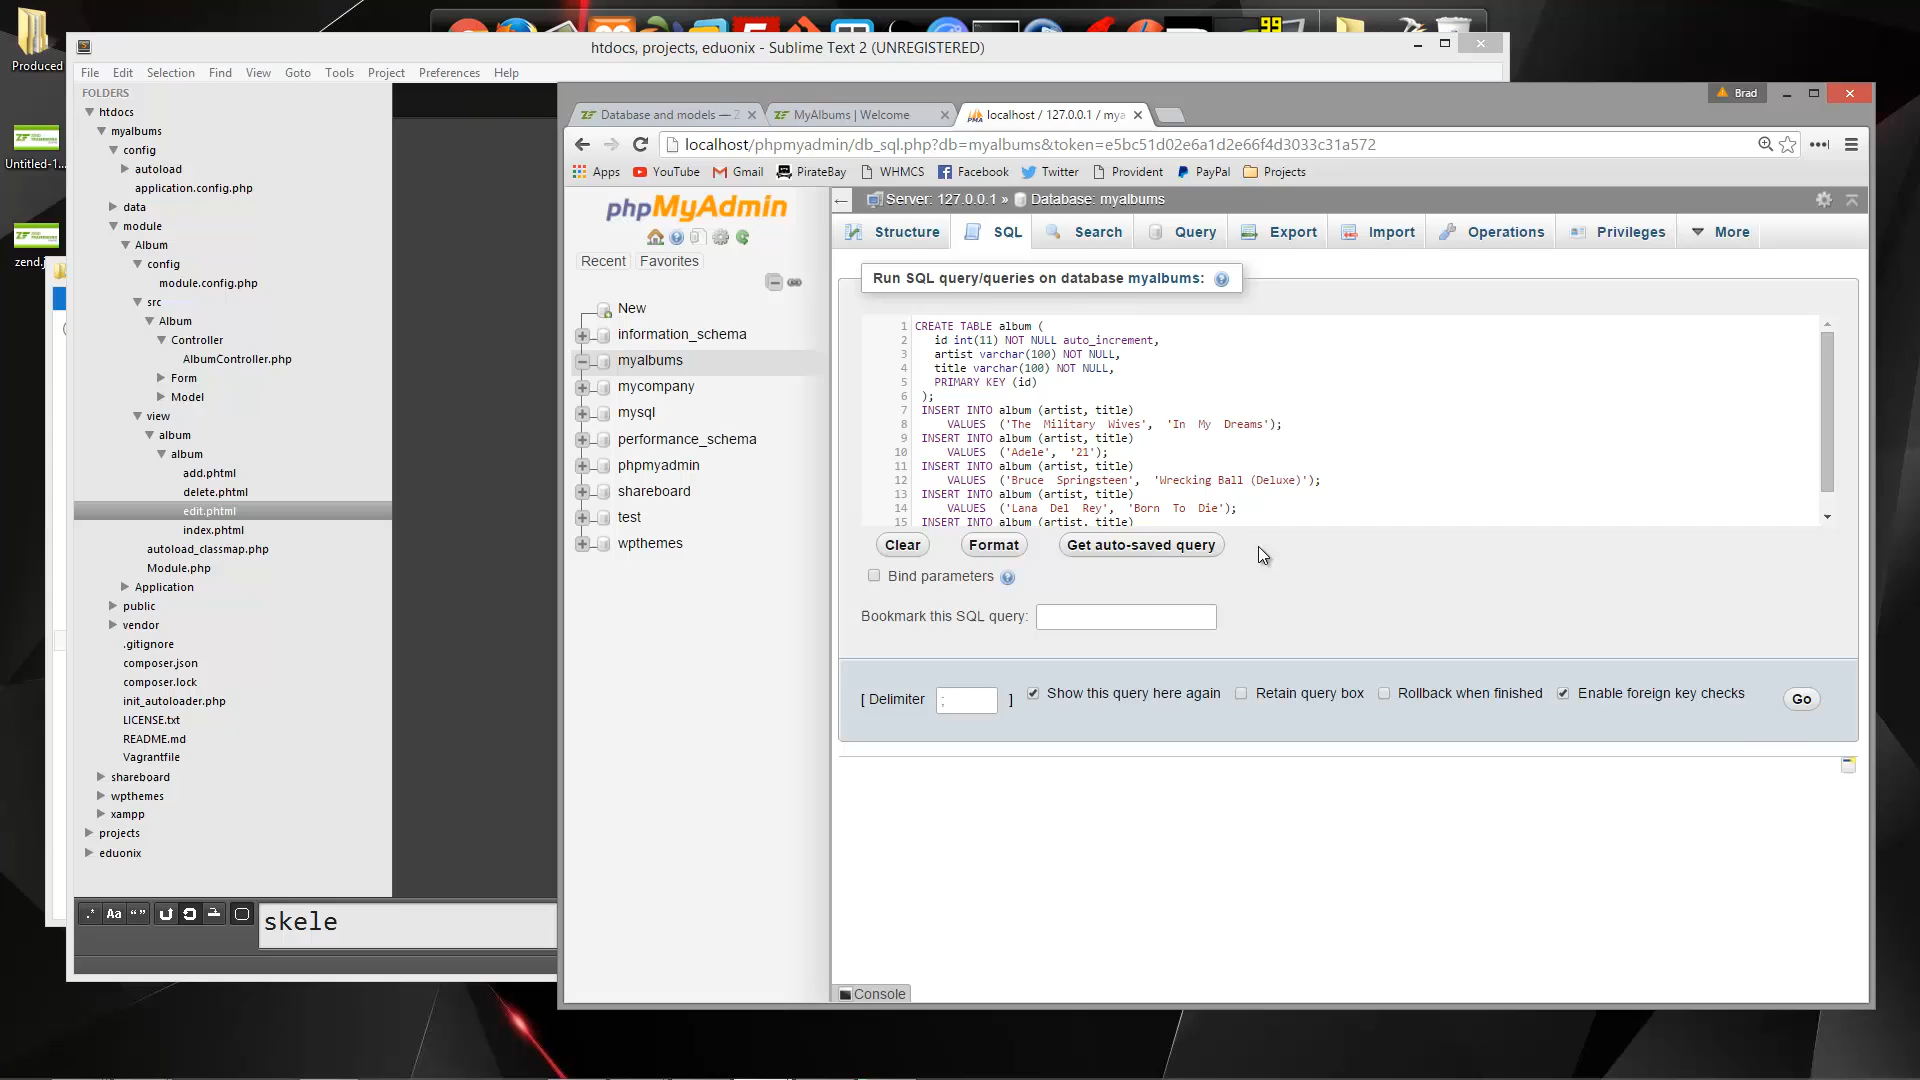 Produced
Untitled-1...
zend.j
99
htdocs, projects, eduonix - Sublime Text 2 (UNREGISTERED)
File Edit Selection Find View Goto Tools Project Preferences Help
FOLDERS
htdocs
myalbums
config
autoload
application.config.php
data
module
Album
config
module.config.php
src
Album
Controller
AlbumController.php
Form
Model
view
album
album
add.phtml
delete.phtml
edit.phtml
index.phtml
autoload_classmap.php
Module.php
Application
public
vendor
.gitignore
composer.json
composer.lock
init_autoloader.php
LICENSE.txt
README.md
Vagrantfile
shareboard
wpthemes
xampp
projects
eduonix
.* Aa “ ”
skele
Brad
Database and models — Z MyAlbums | Welcome localhost / 127.0.0.1 / mya
localhost/phpmyadmin/db_sql.php?db=myalbums&token=e5bc51d02e6a1d2e66f4d3033c31a572
Apps YouTube Gmail PirateBay WHMCS Facebook Twitter Provident PayPal Projects
phpMyAdmin
Recent Favorites
New
information_schema
myalbums
mycompany
mysql
performance_schema
phpmyadmin
shareboard
test
wpthemes
Server: 127.0.0.1 » Database: myalbums
Structure SQL Search Query Export Import Operations Privileges More
Run SQL query/queries on database myalbums:
1 CREATE TABLE album (
2 id int(11) NOT NULL auto_increment,
3 artist varchar(100) NOT NULL,
4 title varchar(100) NOT NULL,
5 PRIMARY KEY (id)
6 );
7 INSERT INTO album (artist, title)
8 VALUES ('The Military Wives', 'In My Dreams');
9 INSERT INTO album (artist, title)
10 VALUES ('Adele', '21');
11 INSERT INTO album (artist, title)
12 VALUES ('Bruce Springsteen', 'Wrecking Ball (Deluxe)');
13 INSERT INTO album (artist, title)
14 VALUES ('Lana Del Rey', 'Born To Die');
15 INSERT INTO album (artist, title)
Clear Format Get auto-saved query
Bind parameters
Bookmark this SQL query:
[ Delimiter ; ] Show this query here again Retain query box Rollback when finished Enable foreign key checks Go
Console